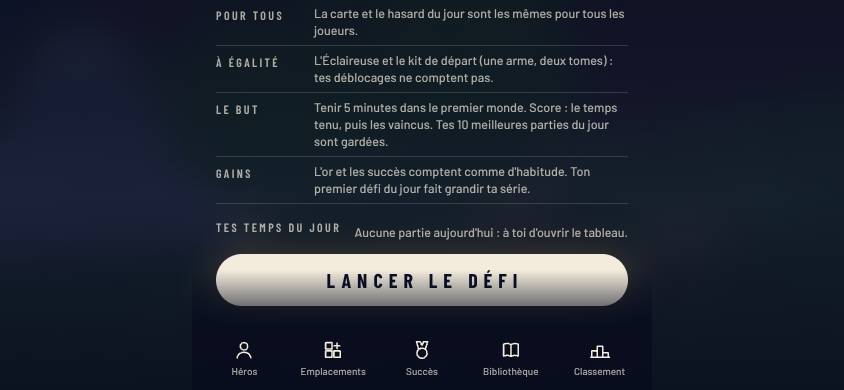 POUR TOUS
La carte et le hasard du jour sont les mêmes pour tous les
joueurs.
À ÉGALITÉ
L'Éclaireuse et le kit de départ (une arme, deux tomes) :
tes déblocages ne comptent pas.
LE BUT
Tenir 5 minutes dans le premier monde. Score : le temps
tenu, puis les vaincus. Tes 10 meilleures parties du jour
sont gardées.
GAINS
L'or et les succès comptent comme d'habitude. Ton
premier défi du jour fait grandir ta série.
TES TEMPS DU JOUR
Aucune partie aujourd'hui : à toi d'ouvrir le tableau.
LANCER LE DÉFI
Héros
Emplacements
Succès
Bibliothèque
Classement